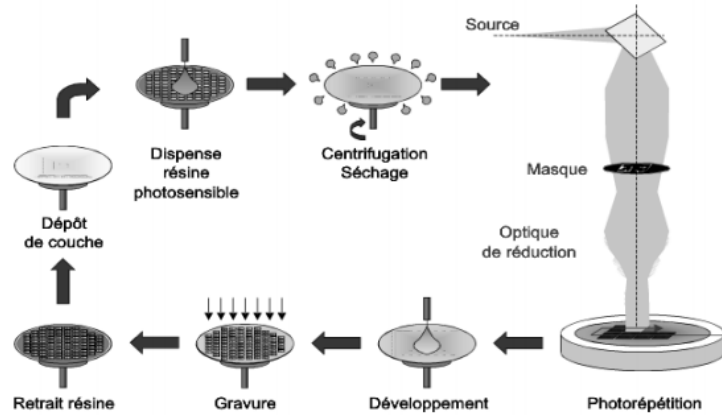 Source
Dispense
résine
photosensible
Centrifugation
Séchage
Masque
Dépôt
de couche
Optique
de réduction
Retrait résine
Gravure
Développement
Photorépétition